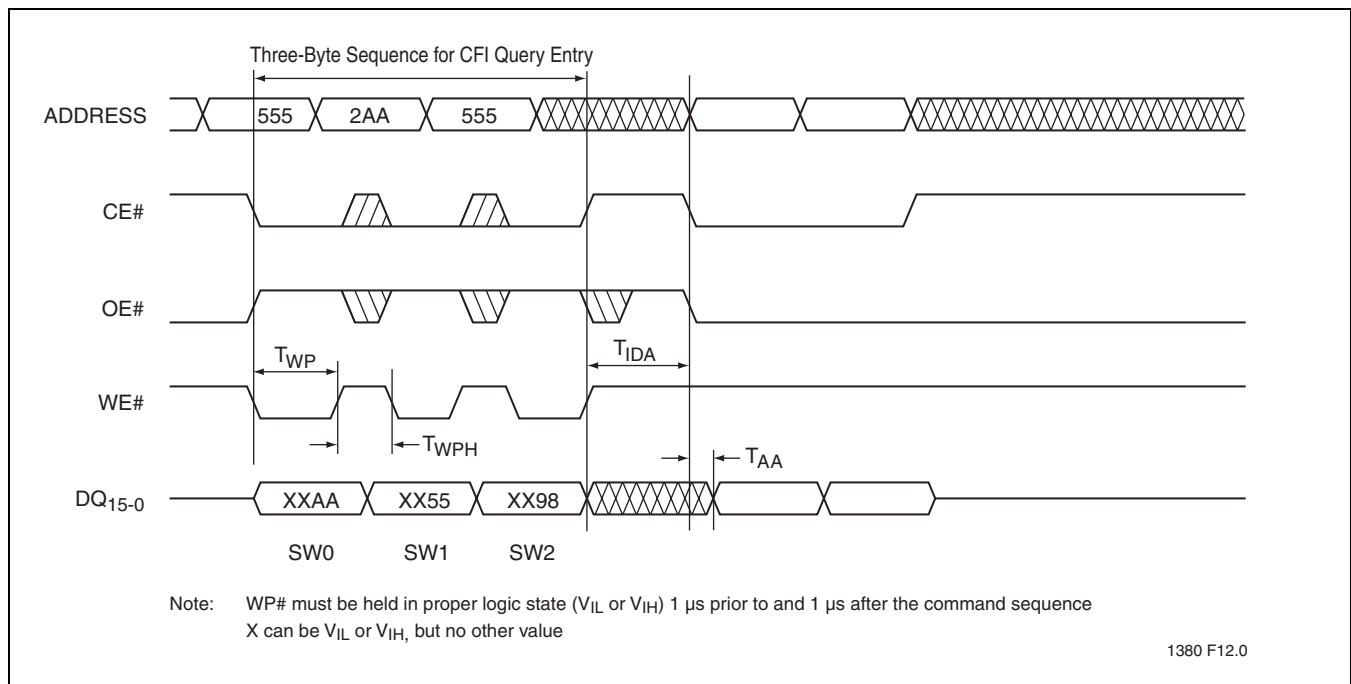 Three-Byte Sequence for CFI Query Entry
ADDRESS 555 2AA 555
CE#
OE#
TWP TIDA
WE#
TWPH TAA
DQ15-0 XXAA XX55 XX98
SW0 SW1 SW2
Note: WP# must be held in proper logic state (VIL or VIH) 1 µs prior to and 1 µs after the command sequence
X can be VIL or VIH, but no other value
1380 F12.0